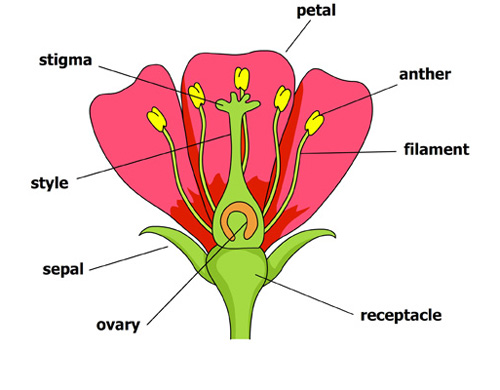 petal
stigma
anther
filament
style
sepal
ovary
receptacle